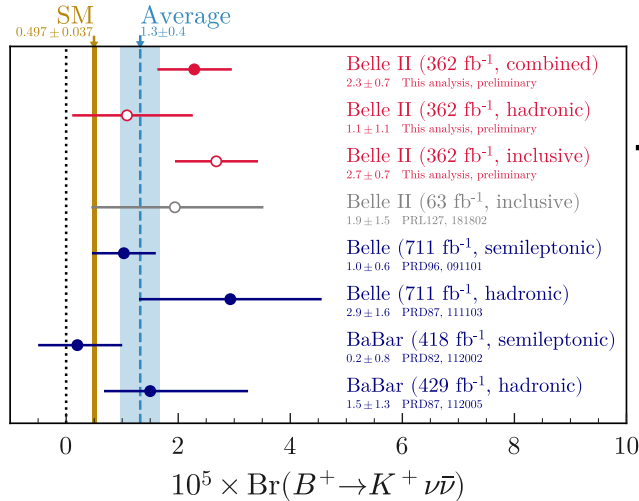 SM Average
0.497 ± 0.037 1.3±0.4
Belle II (362 fb⁻¹, combined)
2.3 ± 0.7 This analysis, preliminary
Belle II (362 fb⁻¹, hadronic)
1.1 ± 1.1 This analysis, preliminary
Belle II (362 fb⁻¹, inclusive)
2.7 ± 0.7 This analysis, preliminary
Belle II (63 fb⁻¹, inclusive)
1.9 ± 1.5 PRL127, 181802
Belle (711 fb⁻¹, semileptonic)
1.0 ± 0.6 PRD96, 091101
Belle (711 fb⁻¹, hadronic)
2.9 ± 1.6 PRD87, 111103
BaBar (418 fb⁻¹, semileptonic)
0.2 ± 0.8 PRD82, 112002
BaBar (429 fb⁻¹, hadronic)
1.5 ± 1.3 PRD87, 112005
0 2 4 6 8 10
10⁵ × Br(B⁺→K⁺νν̄)